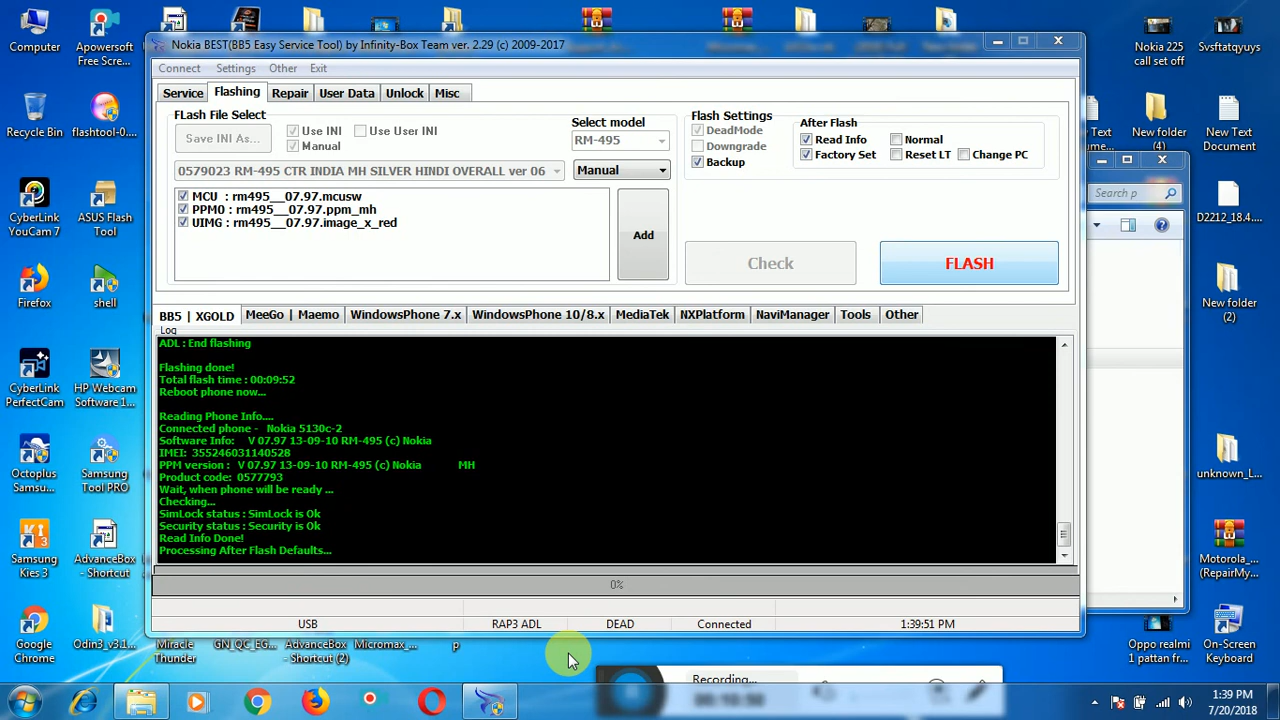 Computer
Apowersoft
Free Scre...
Recycle Bin
flashtool-0....
CyberLink
YouCam 7
ASUS Flash
Tool
Firefox
shell
CyberLink
PerfectCam
HP Webcam
Software 1...
Octoplus
Samsu...
Samsung
Tool PRO
Samsung
Kies 3
AdvanceBox
- Shortcut
Google
Chrome
Odin3_v3.1...
Miracle
Thunder
GN_QC_EG...
AdvanceBox
- Shortcut (2)
Micromax_...
p
Nokia BEST(BB5 Easy Service Tool) by Infinity-Box Team ver. 2.29 (c) 2009-2017
Connect Settings Other Exit
Service Flashing Repair User Data Unlock Misc
FLash File Select
Save INI As...
Use INI Use User INI
Manual
Select model
RM-495
0579023 RM-495 CTR INDIA MH SILVER HINDI OVERALL ver 06
Manual
MCU : rm495__07.97.mcusw
PPM0 : rm495__07.97.ppm_mh
UIMG : rm495__07.97.image_x_red
Add
Flash Settings
DeadMode
Downgrade
Backup
After Flash
Read Info Normal
Factory Set Reset LT Change PC
Check
FLASH
BB5 | XGOLD MeeGo | Maemo WindowsPhone 7.x WindowsPhone 10/8.x MediaTek NXPlatform NaviManager Tools Other
Log
ADL : End flashing
Flashing done!
Total flash time : 00:09:52
Reboot phone now...
Reading Phone Info....
Connected phone - Nokia 5130c-2
Software Info: V 07.97 13-09-10 RM-495 (c) Nokia
IMEI: 355246031140528
PPM version : V 07.97 13-09-10 RM-495 (c) Nokia MH
Product code: 0577793
Wait, when phone will be ready ...
Checking...
SimLock status : SimLock is Ok
Security status : Security is Ok
Read Info Done!
Processing After Flash Defaults...
0%
USB RAP3 ADL DEAD Connected 1:39:51 PM
Recording...
00:10:50
Nokia 225
call set off
Svsftatqyuys
New folder
(4)
New Text
Docume...
Search p
D2212_18.4....
New folder
(2)
unknown_L...
Motorola_...
(RepairMy...
Oppo realmi
1 pattan fr...
On-Screen
Keyboard
1:39 PM
7/20/2018